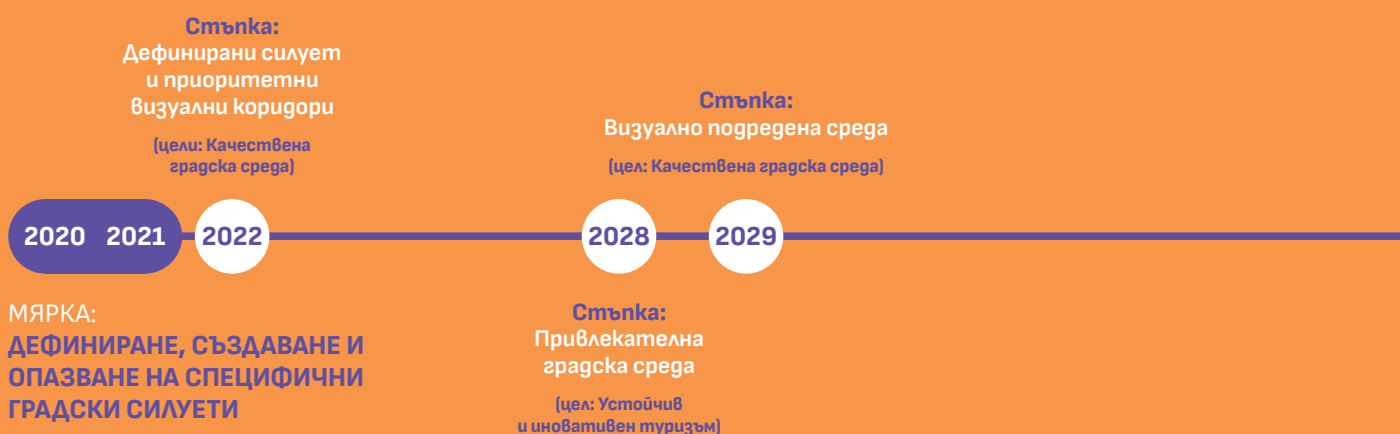 Стъпка:
Дефинирани силует
и приоритетни
визуални коридори
(цели: Качествена
градска среда)
Стъпка:
Визуално подредена среда
(цел: Качествена градска среда)
2020 2021 2022 2028 2029
МЯРКА:
ДЕФИНИРАНЕ, СЪЗДАВАНЕ И
ОПАЗВАНЕ НА СПЕЦИФИЧНИ
ГРАДСКИ СИЛУЕТИ
Стъпка:
Привлекателна
градска среда
(цел: Устойчив
и иновативен туризъм)